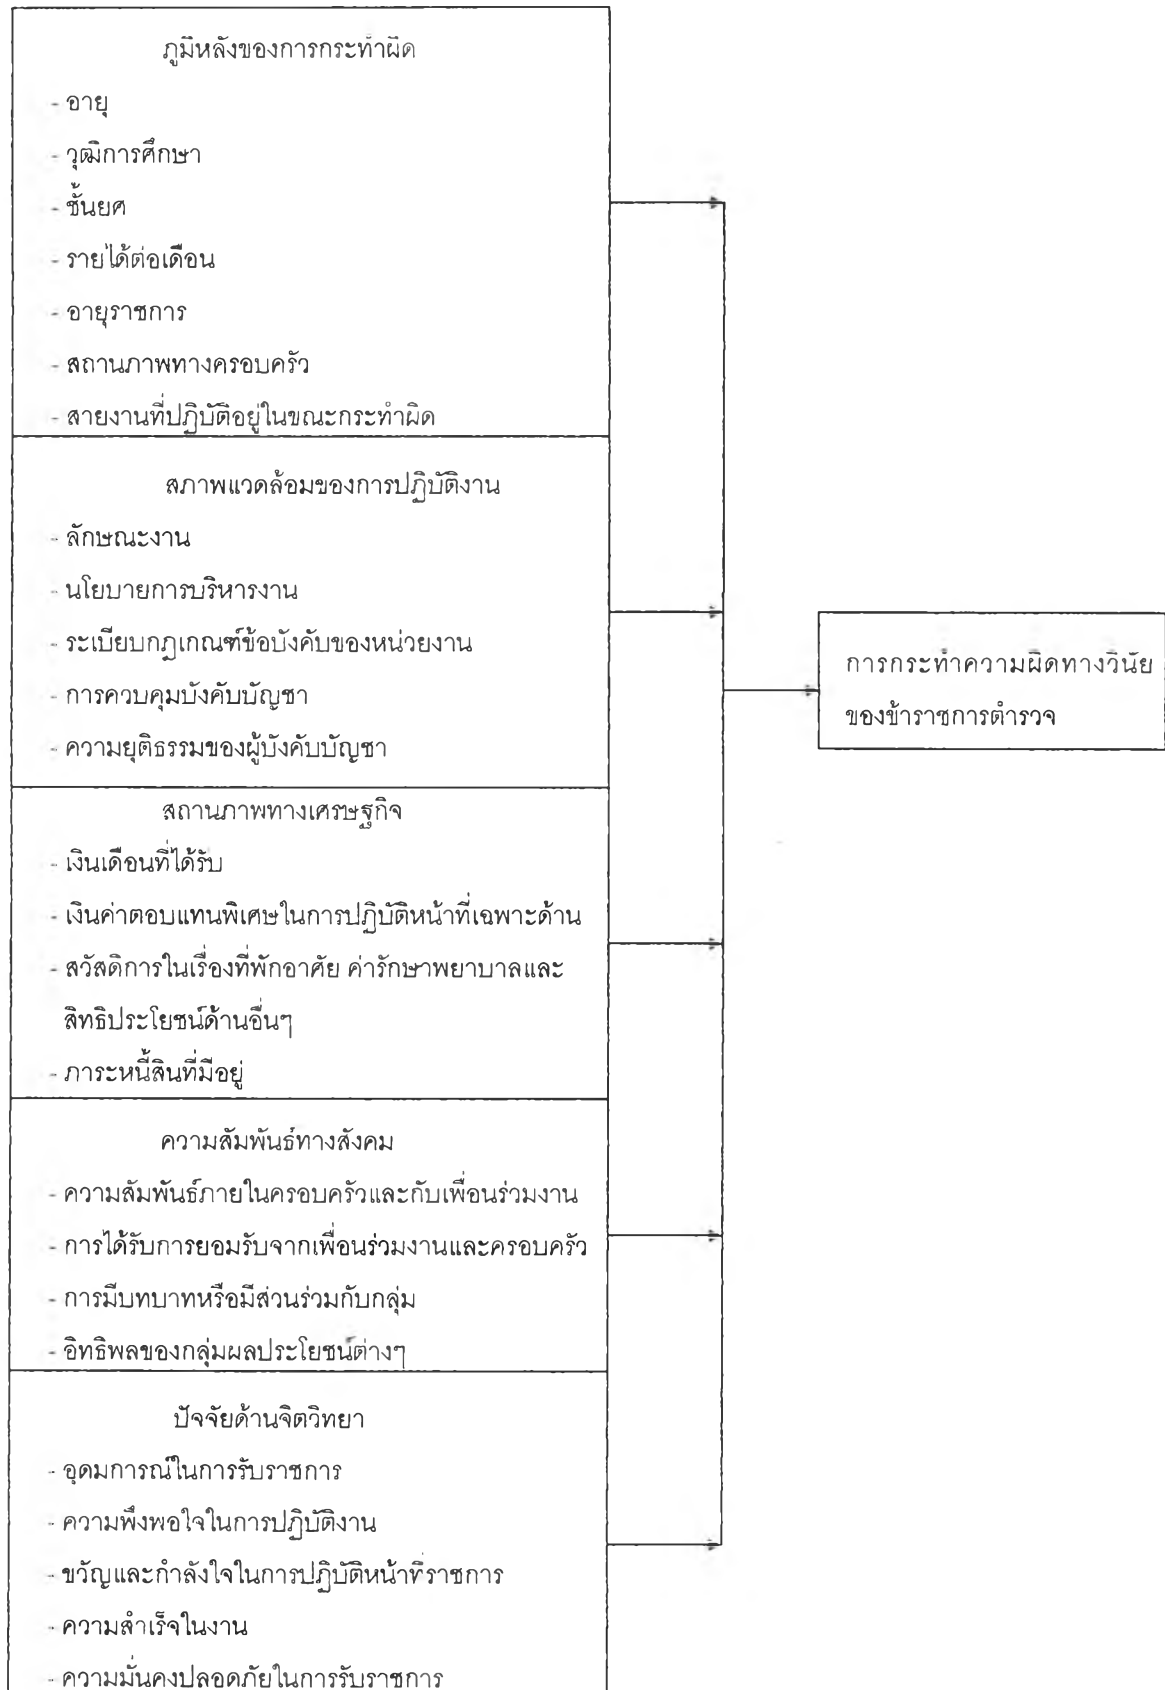 ภูมิหลังของการกระทำผิด
- อายุ
- วุฒิการศึกษา
- ชั้นยศ
- รายได้ต่อเดือน
- อายุราชการ
- สถานภาพทางครอบครัว
- สายงานที่ปฏิบัติอยู่ในขณะกระทำผิด
สภาพแวดล้อมของการปฏิบัติงาน
- ลักษณะงาน
- นโยบายการบริหารงาน
- ระเบียบกฎเกณฑ์ข้อบังคับของหน่วยงาน
- การควบคุมบังคับบัญชา
- ความยุติธรรมของผู้บังคับบัญชา
สถานภาพทางเศรษฐกิจ
- เงินเดือนที่ได้รับ
- เงินค่าตอบแทนพิเศษในการปฏิบัติหน้าที่เฉพาะด้าน
- สวัสดิการในเรื่องที่พักอาศัย ค่ารักษาพยาบาลและ
สิทธิประโยชน์ด้านอื่นๆ
- ภาระหนี้สินที่มีอยู่
ความสัมพันธ์ทางสังคม
- ความสัมพันธ์ภายในครอบครัวและกับเพื่อนร่วมงาน
- การได้รับการยอมรับจากเพื่อนร่วมงานและครอบครัว
- การมีบทบาทหรือมีส่วนร่วมกับกลุ่ม
- อิทธิพลของกลุ่มผลประโยชน์ต่างๆ
ปัจจัยด้านจิตวิทยา
- อุดมการณ์ในการรับราชการ
- ความพึงพอใจในการปฏิบัติงาน
- ขวัญและกำลังใจในการปฏิบัติหน้าที่ราชการ
- ความสำเร็จในงาน
- ความมั่นคงปลอดภัยในการรับราชการ
การกระทำความผิดทางวินัย
ของข้าราชการตำรวจ